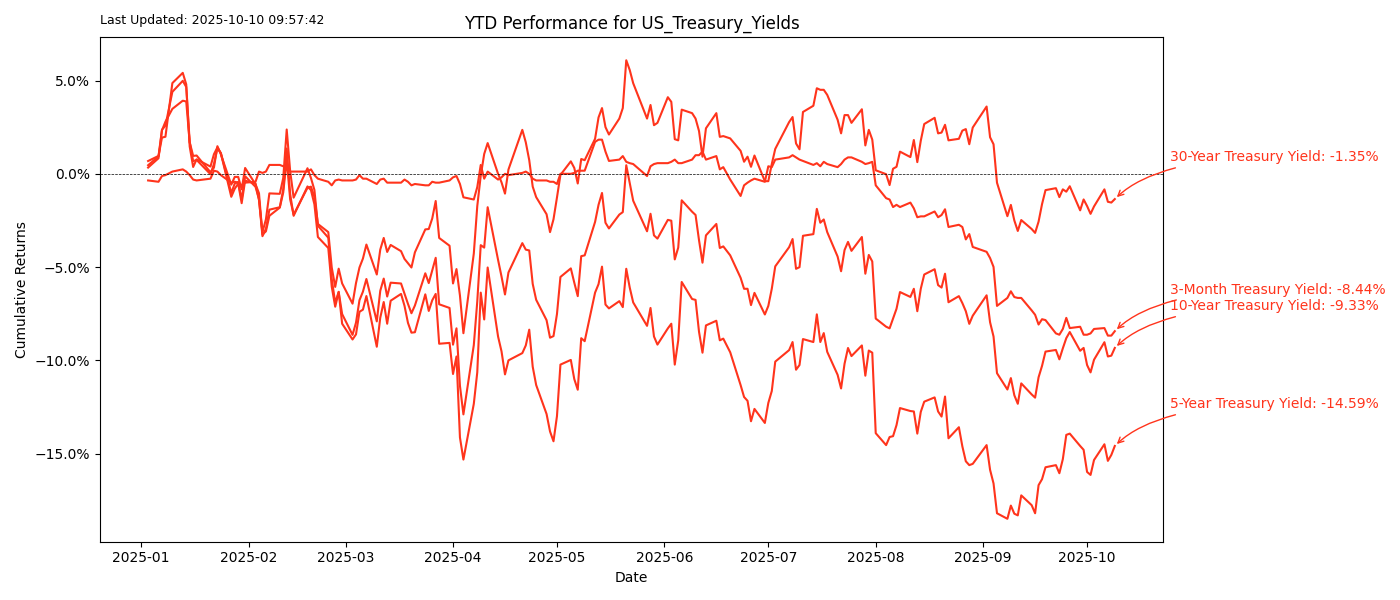 Last Updated: 2025-10-10 09:57:42
YTD Performance for US_Treasury_Yields
Cumulative Returns
5.0%
0.0%
−5.0%
−10.0%
−15.0%
30-Year Treasury Yield: -1.35%
3-Month Treasury Yield: -8.44%
10-Year Treasury Yield: -9.33%
5-Year Treasury Yield: -14.59%
2025-01 2025-02 2025-03 2025-04 2025-05 2025-06 2025-07 2025-08 2025-09 2025-10
Date